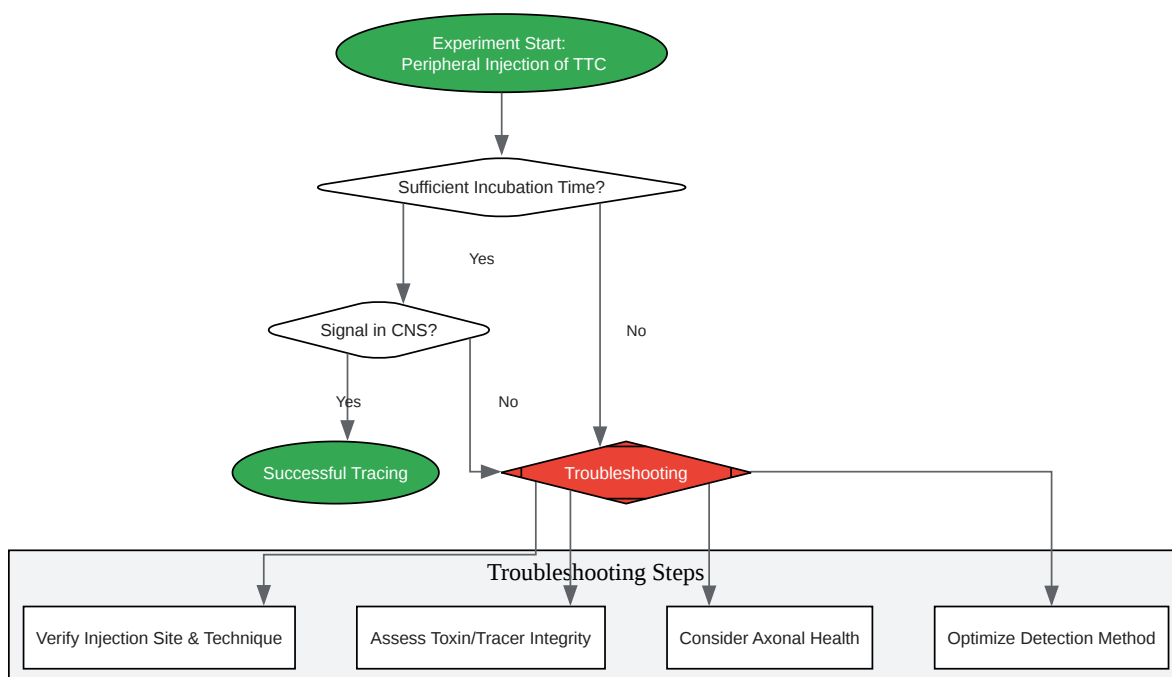 Experiment Start:
Peripheral Injection of TTC
Sufficient Incubation Time?
Yes
Signal in CNS?
No
Yes
No
Successful Tracing
Troubleshooting
Troubleshooting Steps
Verify Injection Site & Technique
Assess Toxin/Tracer Integrity
Consider Axonal Health
Optimize Detection Method